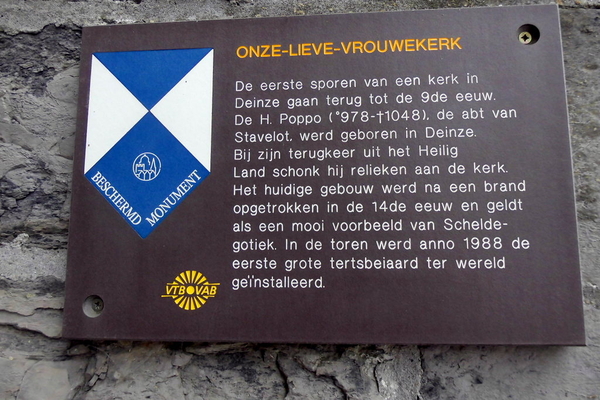 ONZE-LIEVE-VROUWEKERK
De eerste sporen van een kerk in
Deinze gaan terug tot de 9de eeuw.
De H. Poppo (°978-†1048), de abt van
Stavelot, werd geboren in Deinze.
Bij zijn terugkeer uit het Heilig
Land schonk hij relieken aan de kerk.
Het huidige gebouw werd na een brand
opgetrokken in de 14de eeuw en geldt
als een mooi voorbeeld van Schelde-
gotiek. In de toren werd anno 1988 de
eerste grote tertsbeiaard ter wereld
geïnstalleerd.
BESCHERMD
MONUMENT
VTB VAB